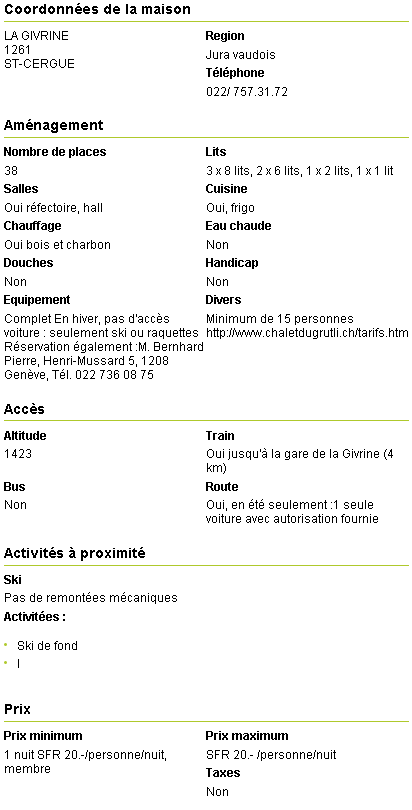 Coordonnées de la maison
LA GIVRINE
1261
ST-CERGUE
Region
Jura vaudois
Téléphone
022/ 757.31.72
Aménagement
Nombre de places
38
Lits
3 x 8 lits, 2 x 6 lits, 1 x 2 lits, 1 x 1 lit
Salles
Oui réfectoire, hall
Cuisine
Oui, frigo
Chauffage
Oui bois et charbon
Eau chaude
Non
Douches
Non
Handicap
Non
Equipement
Complet En hiver, pas d'accès
voiture : seulement ski ou raquettes
Réservation également :M. Bernhard
Pierre, Henri-Mussard 5, 1208
Genève, Tél. 022 736 08 75
Divers
Minimum de 15 personnes
http://www.chaletdugrutli.ch/tarifs.htm
Accès
Altitude
1423
Train
Oui jusqu'à la gare de la Givrine (4
km)
Bus
Non
Route
Oui, en été seulement :1 seule
voiture avec autorisation fournie
Activités à proximité
Ski
Pas de remontées mécaniques
Activitées :
• Ski de fond
• l
Prix
Prix minimum
1 nuit SFR 20.-/personne/nuit,
membre
Prix maximum
SFR 20.- /personne/nuit
Taxes
Non